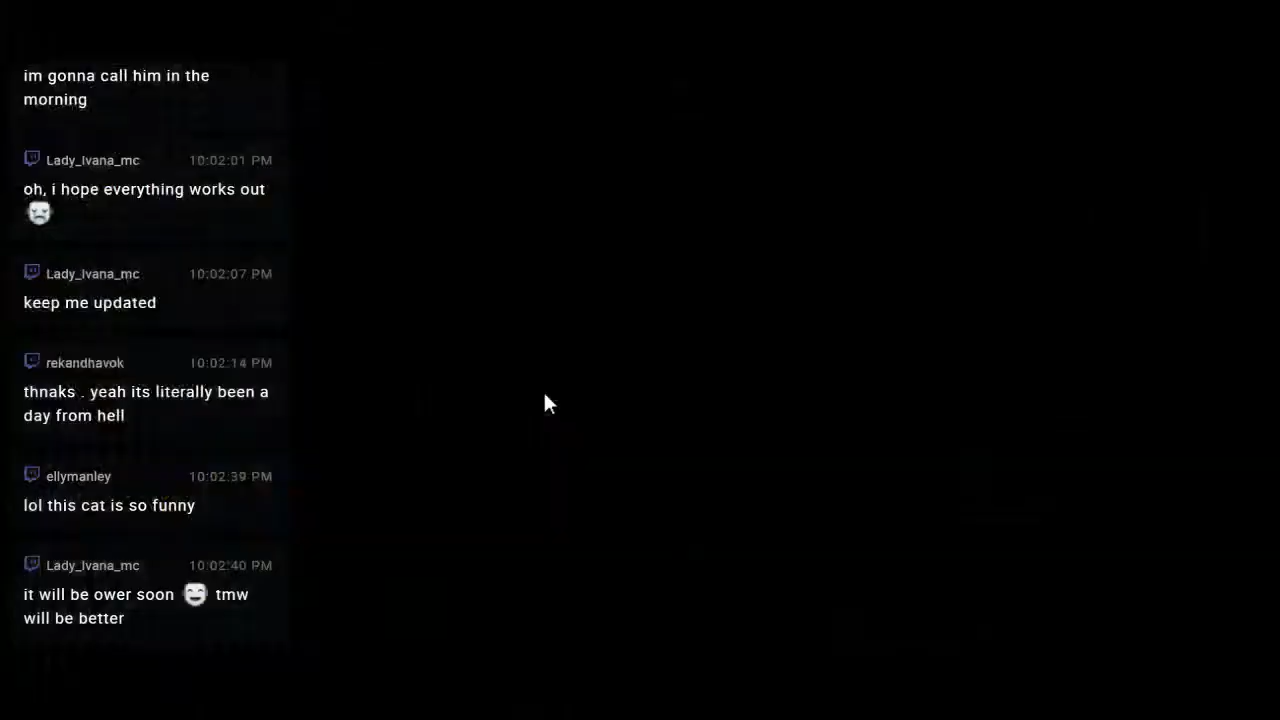 im gonna call him in the
morning
Lady_Ivana_mc 10:02:01 PM
oh, i hope everything works out
Lady_Ivana_mc 10:02:07 PM
keep me updated
rekandhavok 10:02:14 PM
thnaks . yeah its literally been a
day from hell
ellymanley 10:02:39 PM
lol this cat is so funny
Lady_Ivana_mc 10:02:40 PM
it will be ower soon tmw
will be better